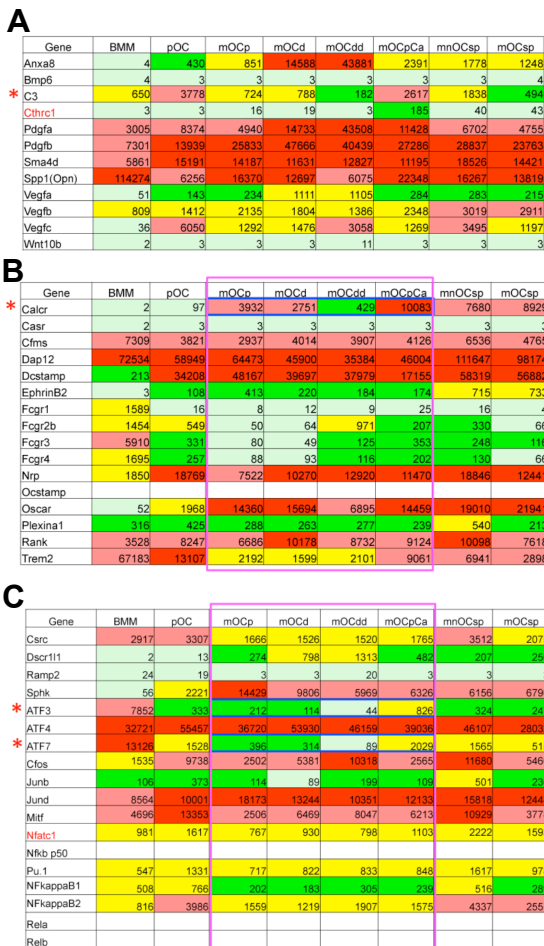 A
Gene BMM pOC mOCp mOCd mOCdd mOCpCa mnOCsp mOCsp
Anxa8 4 430 851 14588 43881 2391 1778 1248
Bmp6 4 3 3 3 3 3 3 3
* C3 650 3778 724 788 182 2617 1838 494
Cthrc1 3 3 16 19 3 185 40 43
Pdgfa 3005 8374 4940 14733 43508 11428 6702 4755
Pdgfb 7301 13939 25833 47666 40439 27286 28837 23763
Sma4d 5861 15191 14187 11631 12827 11195 18526 14421
Spp1(Opn) 114274 6256 16370 12697 6075 22348 16267 13819
Vegfa 51 143 234 1111 1105 284 283 215
Vegfb 809 1412 2135 1804 1386 2348 3019 2911
Vegfc 36 6050 1292 1476 3058 1269 3495 1197
Wnt10b 2 3 3 3 11 3 3 3
B
Gene BMM pOC mOCp mOCd mOCdd mOCpCa mnOCsp mOCsp
* Calcr 2 97 3932 2751 429 10083 7680 8929
Casr 2 3 3 3 3 3 3 3
Cfms 7309 3821 2937 4014 3907 4126 6536 4765
Dap12 72534 58949 64473 45900 35384 46004 111647 98174
Dcstamp 213 34208 48167 39697 37979 17155 58319 56882
EphrinB2 3 108 413 220 184 174 715 733
Fcgr1 1589 16 8 12 9 25 16 4
Fcgr2b 1454 549 50 64 971 207 330 66
Fcgr3 5910 331 80 49 125 353 248 116
Fcgr4 1695 257 88 93 116 202 130 66
Nrp 1850 18769 7522 10270 12920 11470 18846 12441
Ocstamp
Oscar 52 1968 14360 15694 6895 14459 19010 21941
Plexina1 316 425 288 263 277 239 540 213
Rank 3528 8247 6686 10178 8732 9124 10098 7618
Trem2 67183 13107 2192 1599 2101 9061 6941 2898
C
Gene BMM pOC mOCp mOCd mOCdd mOCpCa mnOCsp mOCsp
Csrc 2917 3307 1666 1526 1520 1765 3512 207
Dscr1l1 2 13 274 798 1313 482 207 25
Ramp2 24 19 3 3 20 3 3
Sphk 56 2221 14429 9806 5969 6326 6156 679
* ATF3 7852 333 212 114 44 826 324 24
ATF4 32721 55457 36720 53930 46159 39036 46107 2803
* ATF7 13126 1528 396 314 89 2029 1565 51
Cfos 1535 9738 2502 5381 10318 2565 11680 546
Junb 106 373 114 89 199 109 501 23
Jund 8564 10001 18173 13244 10351 12133 15818 1244
Mitf 4696 13353 2506 6469 8047 6213 10929 377
Nfatc1 981 1617 767 930 798 1103 2222 159
Nfkb p50
Pu.1 547 1331 717 822 833 848 1617 97
NFkappaB1 508 766 202 183 305 239 516 28
NFkappaB2 816 3986 1559 1219 1907 1575 4337 255
Rela
Relb